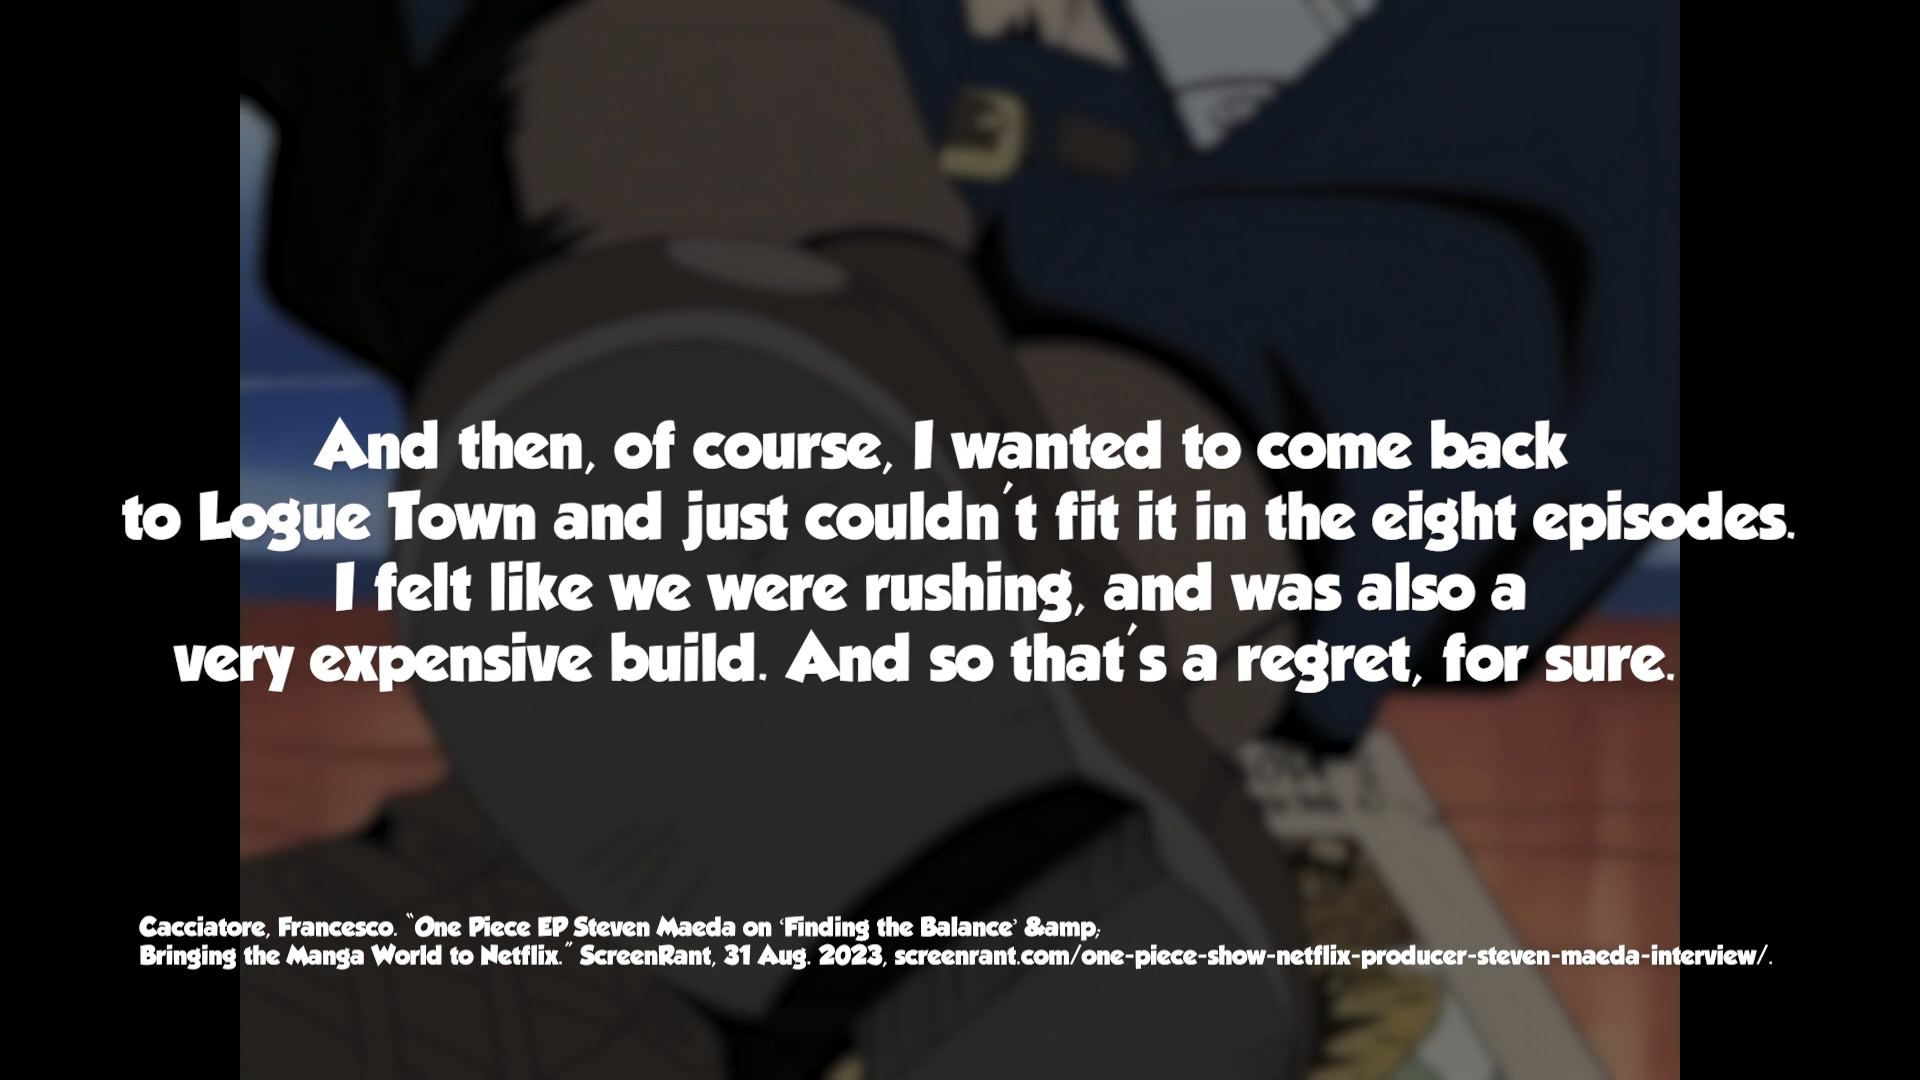 And then, of course, I wanted to come back
to Logue Town and just couldn't fit it in the eight episodes.
I felt like we were rushing, and was also a
very expensive build. And so that's a regret, for sure.
Cacciatore, Francesco. “One Piece EP Steven Maeda on ‘Finding the Balance’ &amp;
Bringing the Manga World to Netflix.” ScreenRant, 31 Aug. 2023, screenrant.com/one-piece-show-netflix-producer-steven-maeda-interview/.